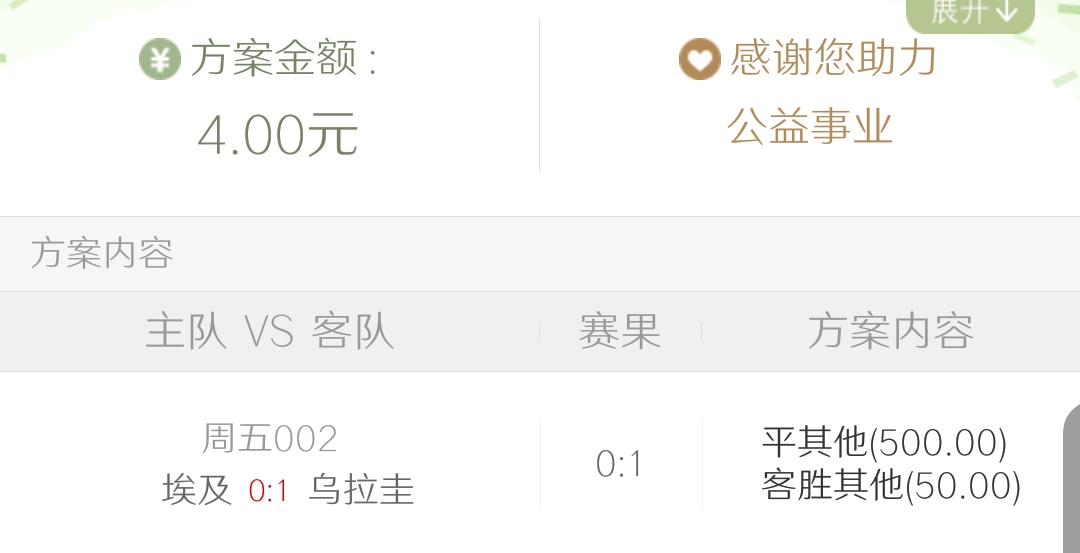 展开
方案金额:
4.00元
感谢您助力
公益事业
方案内容
主队 VS 客队
赛果
方案内容
周五002
埃及 0:1 乌拉圭
0:1
平其他(500.00)
客胜其他(50.00)